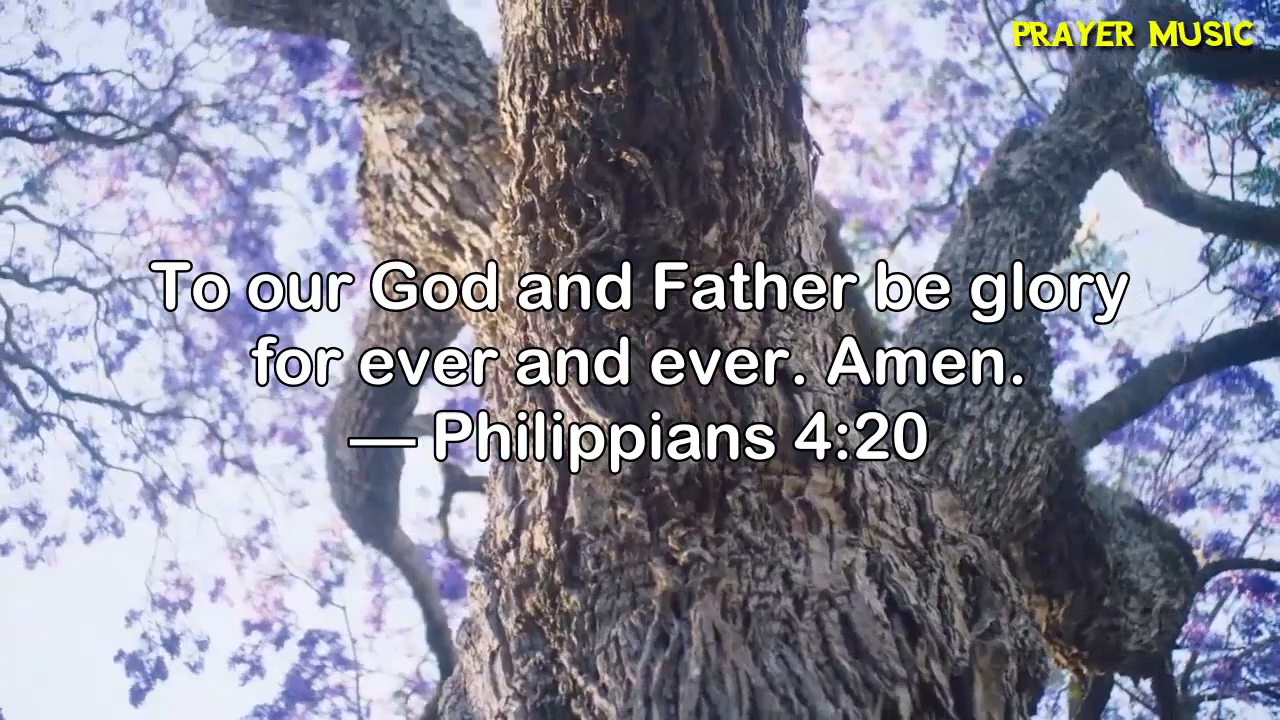 PRAYER MUSIC
To our God and Father be glory
for ever and ever. Amen.
— Philippians 4:20